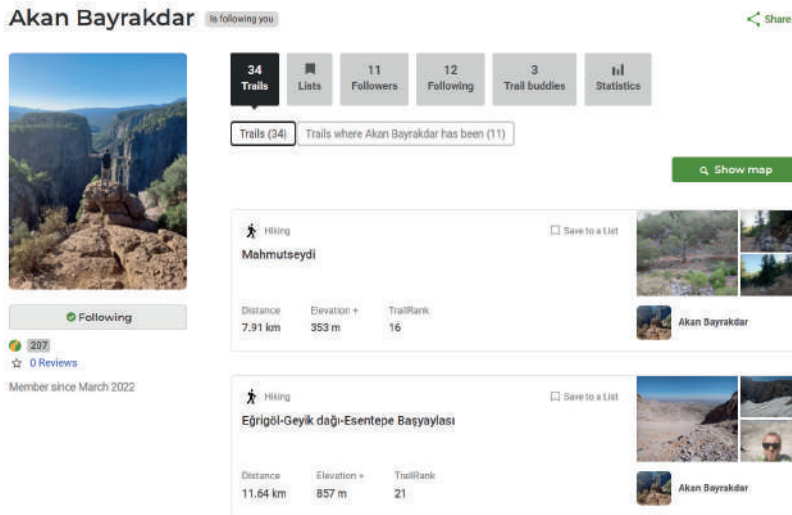 Akan Bayrakdar Is following you
Share
34 Trails
Lists
11 Followers
12 Following
3 Trail buddies
Statistics
Trails (34)
Trails where Akan Bayrakdar has been (11)
Show map
Following
297
0 Reviews
Member since March 2022
Hiking
Save to a List
Mahmutseydi
Distance Elevation + TrailRank
7.91 km 353 m 16
Akan Bayrakdar
Hiking
Save to a List
Eğrigöl-Geyik dağı-Esentepe Başyaylası
Distance Elevation + TrailRank
11.64 km 857 m 21
Akan Bayrakdar